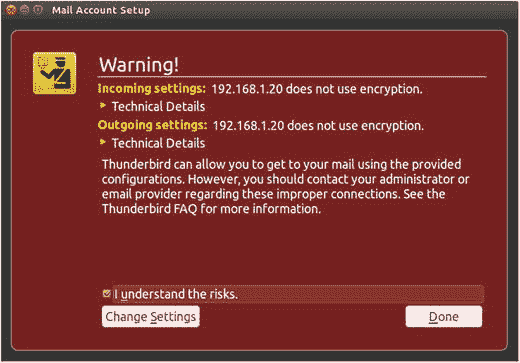 Mail Account Setup
Warning!
Incoming settings: 192.168.1.20 does not use encryption.
Technical Details
Outgoing settings: 192.168.1.20 does not use encryption.
Technical Details
Thunderbird can allow you to get to your mail using the provided
configurations. However, you should contact your administrator or
email provider regarding these improper connections. See the
Thunderbird FAQ for more information.
I understand the risks.
Change Settings
Done